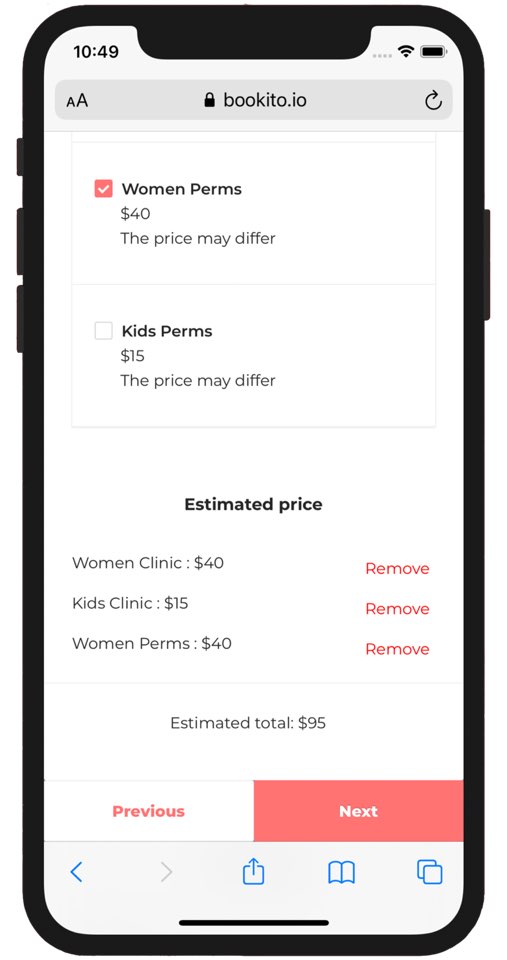 10:49
AA bookito.io
Women Perms
$40
The price may differ
Kids Perms
$15
The price may differ
Estimated price
Women Clinic : $40 Remove
Kids Clinic : $15 Remove
Women Perms : $40 Remove
Estimated total: $95
Previous Next